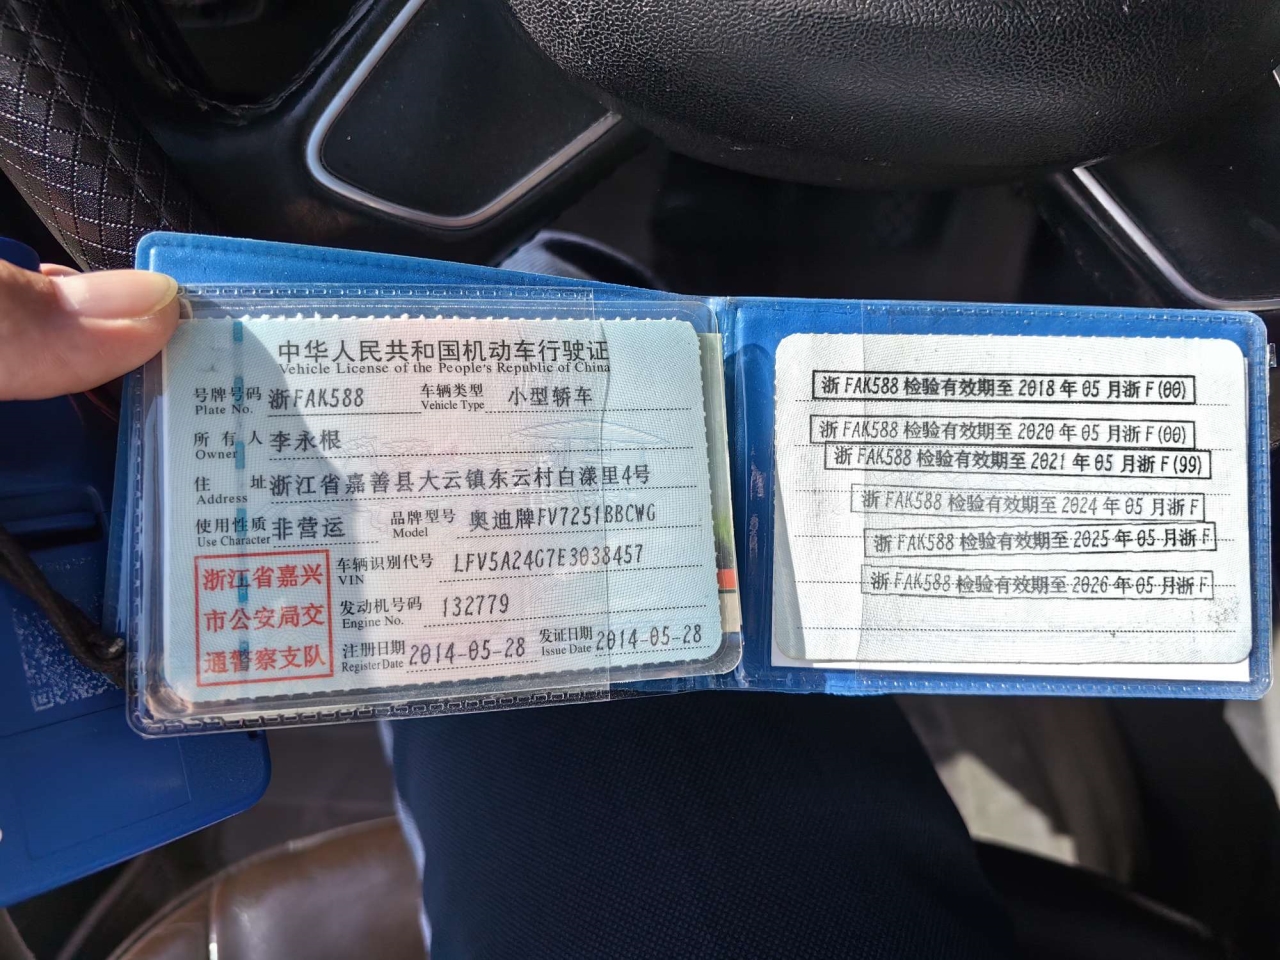 中华人民共和国机动车行驶证
Vehicle License of the People's Republic of China
号牌号码 浙FAK588 车辆类型 小型轿车
Plate No. Vehicle Type
所有人 李永根
Owner
住址 浙江省嘉善县大云镇东云村白漾里4号
Address
使用性质 非营运 品牌型号 奥迪牌FV7251BBCWG
Use Character Model
浙江省嘉兴
市公安局交
通警察支队
车辆识别代号 LFV5A24G7E3038457
VIN
发动机号码 132779
Engine No.
注册日期 2014-05-28 发证日期 2014-05-28
Register Date Issue Date
浙FAK588检验有效期至2018年05月浙F(00)
浙FAK588检验有效期至2020年05月浙F(00)
浙FAK588检验有效期至2021年05月浙F(99)
浙FAK588检验有效期至2024年05月浙F
浙FAK588检验有效期至2025年05月浙F
浙FAK588检验有效期至2026年05月浙F